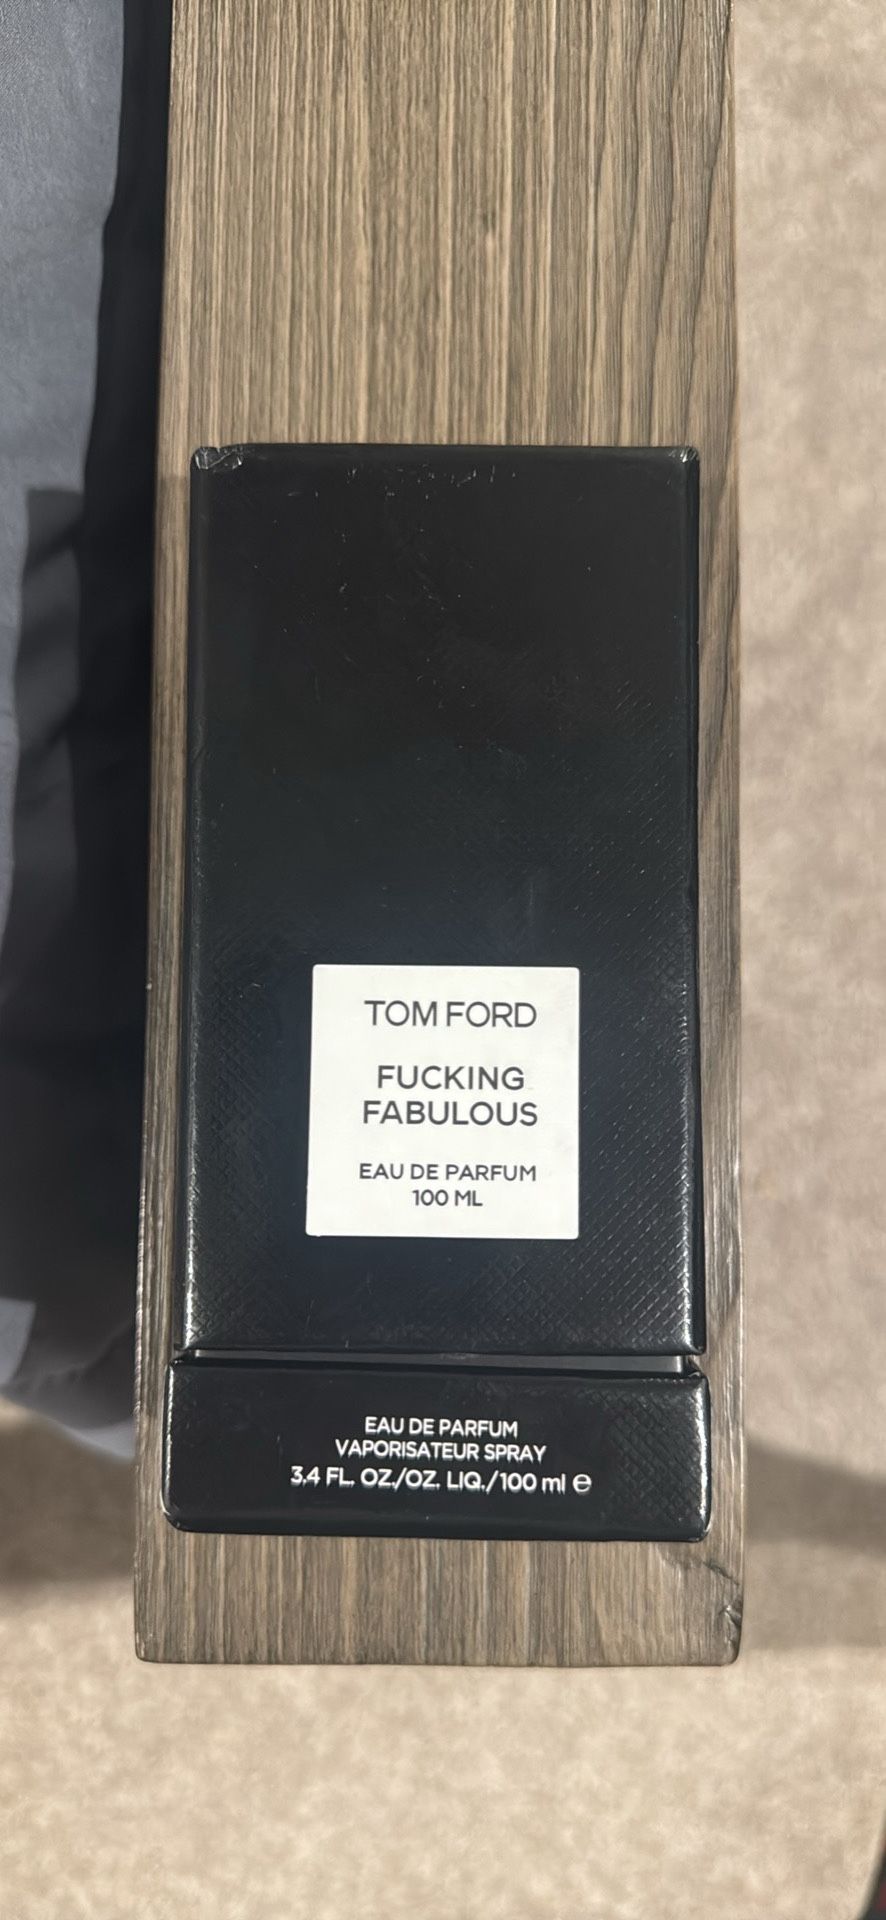 TOM FORD
FUCKING
FABULOUS
EAU DE PARFUM
100 ML
EAU DE PARFUM
VAPORISATEUR SPRAY
3.4 FL. OZ./OZ. LIQ./100 ml ℮